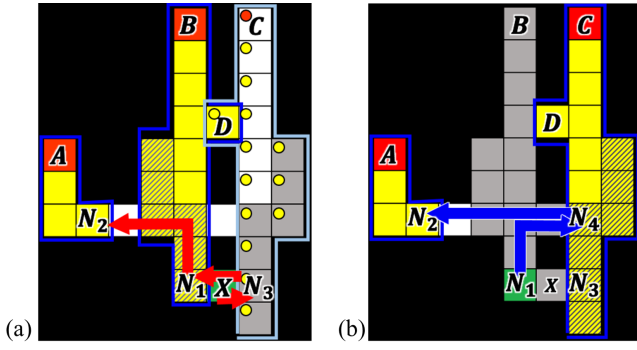 B C B C
D D
A A
N₂ N₂ N₄
N₁ X N₃ N₁ X N₃
(a) (b)